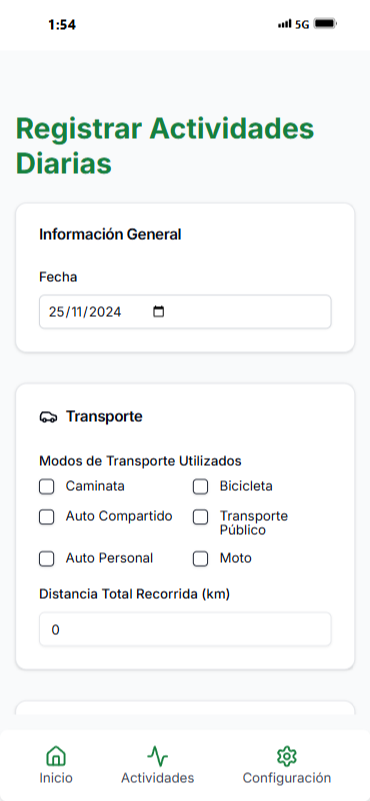 1:54
5G
Registrar Actividades
Diarias
Información General
Fecha
25/11/2024
Transporte
Modos de Transporte Utilizados
Caminata
Bicicleta
Auto Compartido
Transporte
Público
Auto Personal
Moto
Distancia Total Recorrida (km)
0
Inicio
Actividades
Configuración